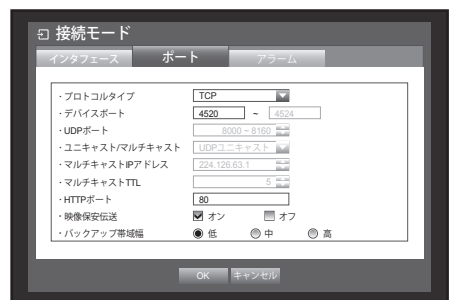 接続モード
インタフェース ポート アラーム
・プロトコルタイプ TCP
・デバイスポート 4520 ~ 4524
・UDPポート 8000 ~ 8160
・ユニキャスト/マルチキャスト UDPユニキャスト
・マルチキャストIPアドレス 224.126.63.1
・マルチキャストTTL 5
・HTTPポート 80
・映像保安伝送 オン オフ
・バックアップ帯域幅 低 中 高
OK キャンセル